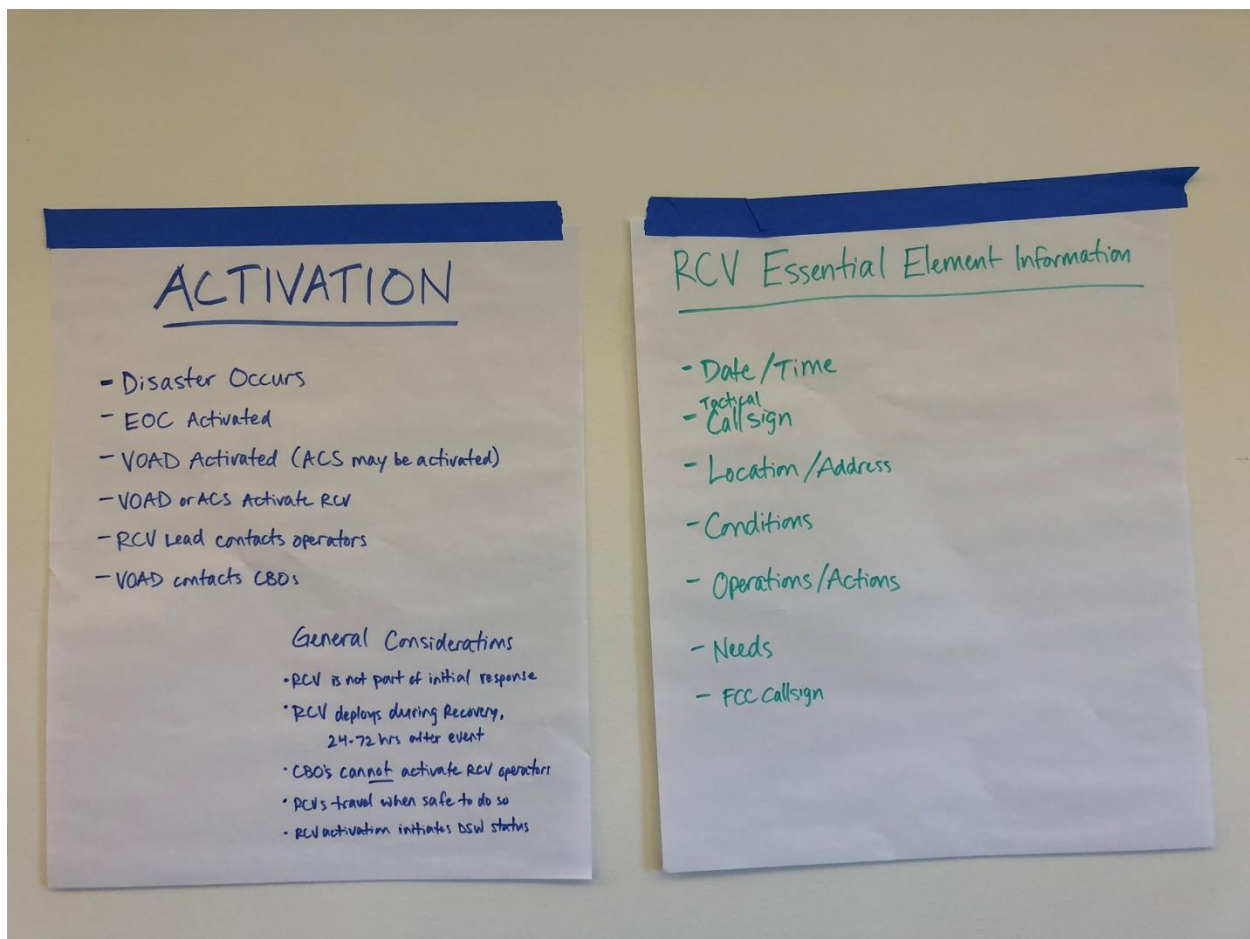 ACTIVATION
- Disaster Occurs
- EOC Activated
- VOAD Activated (ACS may be activated)
- VOAD or ACS Activate RCV
- RCV Lead contacts operators
- VOAD contacts CBOs
General Considerations
• RCV is not part of initial response
• RCV deploys during Recovery,
24-72 hrs after event
• CBO's cannot activate RCV operators
• RCVs travel when safe to do so
• RCV activation initiates DSW status
RCV Essential Element Information
- Date/Time
Tactical
- Callsign
- Location/Address
- Conditions
- Operations/Actions
- Needs
- FCC Callsign